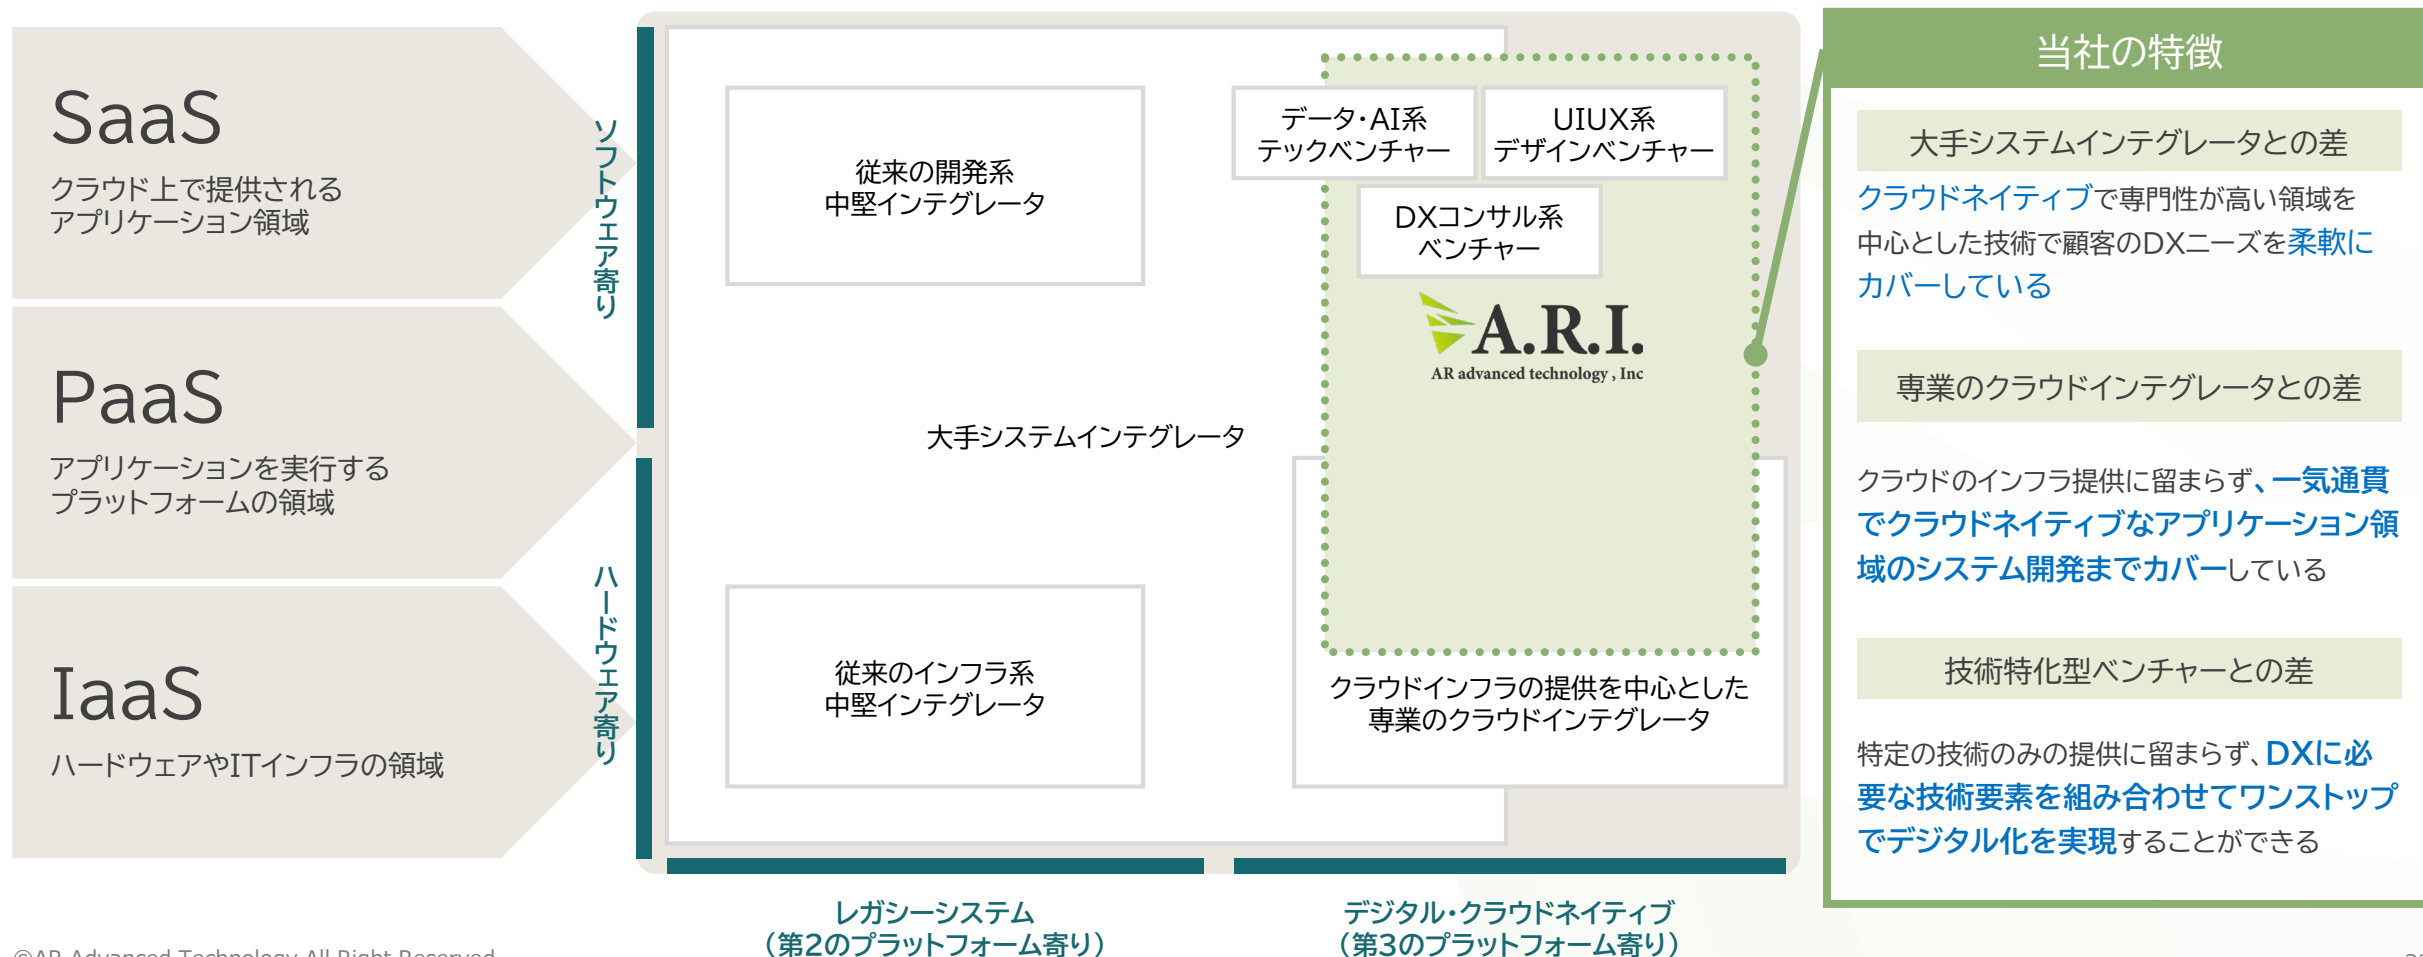 SaaS
クラウド上で提供される
アプリケーション領域
PaaS
アプリケーションを実行する
プラットフォームの領域
IaaS
ハードウェアやITインフラの領域
ソフトウェア寄り
ハードウェア寄り
従来の開発系
中堅インテグレータ
データ・AI系
テックベンチャー
UIUX系
デザインベンチャー
DXコンサル系
ベンチャー
A.R.I.
AR advanced technology , Inc
大手システムインテグレータ
従来のインフラ系
中堅インテグレータ
クラウドインフラの提供を中心とした
専業のクラウドインテグレータ
レガシーシステム
（第2のプラットフォーム寄り）
デジタル・クラウドネイティブ
（第3のプラットフォーム寄り）
当社の特徴
大手システムインテグレータとの差
クラウドネイティブで専門性が高い領域を
中心とした技術で顧客のDXニーズを柔軟に
カバーしている
専業のクラウドインテグレータとの差
クラウドのインフラ提供に留まらず、一気通貫
でクラウドネイティブなアプリケーション領
域のシステム開発までカバーしている
技術特化型ベンチャーとの差
特定の技術のみの提供に留まらず、DXに必
要な技術要素を組み合わせてワンストップ
でデジタル化を実現することができる
©AR Advanced Technology All Right Reserved